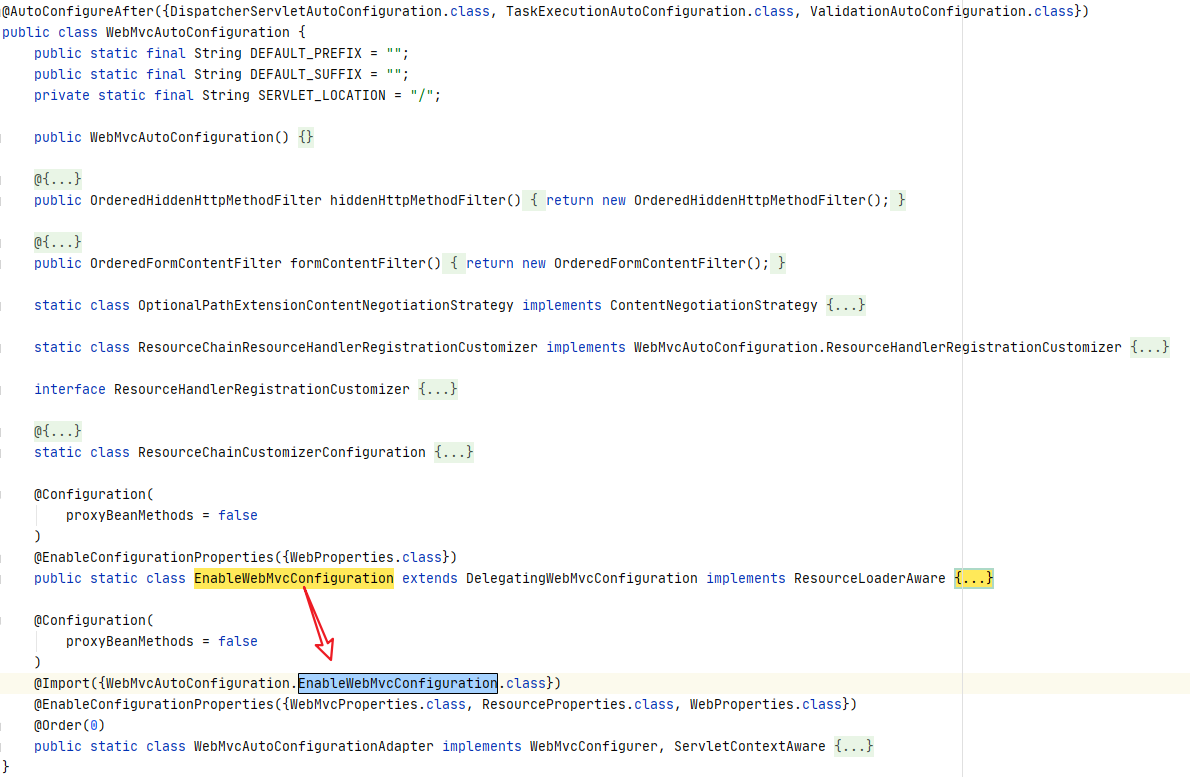 @AutoConfigureAfter({DispatcherServletAutoConfiguration.class, TaskExecutionAutoConfiguration.class, ValidationAutoConfiguration.class})
public class WebMvcAutoConfiguration {
    public static final String DEFAULT_PREFIX = "";
    public static final String DEFAULT_SUFFIX = "";
    private static final String SERVLET_LOCATION = "/";
    public WebMvcAutoConfiguration() {}
    @{...}
    public OrderedHiddenHttpMethodFilter hiddenHttpMethodFilter() { return new OrderedHiddenHttpMethodFilter(); }
    @{...}
    public OrderedFormContentFilter formContentFilter() { return new OrderedFormContentFilter(); }
    static class OptionalPathExtensionContentNegotiationStrategy implements ContentNegotiationStrategy {...}
    static class ResourceChainResourceHandlerRegistrationCustomizer implements WebMvcAutoConfiguration.ResourceHandlerRegistrationCustomizer {...}
    interface ResourceHandlerRegistrationCustomizer {...}
    @{...}
    static class ResourceChainCustomizerConfiguration {...}
    @Configuration(
        proxyBeanMethods = false
    )
    @EnableConfigurationProperties({WebProperties.class})
    public static class EnableWebMvcConfiguration extends DelegatingWebMvcConfiguration implements ResourceLoaderAware {...}
    @Configuration(
        proxyBeanMethods = false
    )
    @Import({WebMvcAutoConfiguration.EnableWebMvcConfiguration.class})
    @EnableConfigurationProperties({WebMvcProperties.class, ResourceProperties.class, WebProperties.class})
    @Order(0)
    public static class WebMvcAutoConfigurationAdapter implements WebMvcConfigurer, ServletContextAware {...}
}